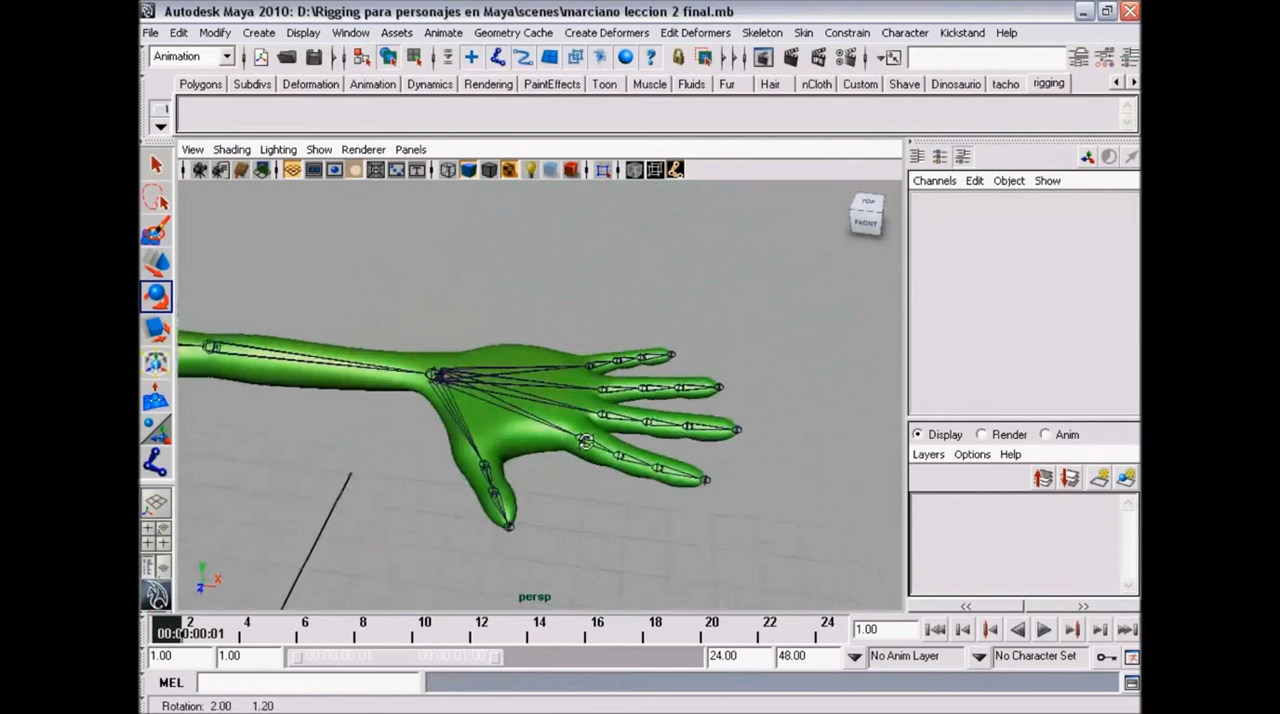 Autodesk Maya 2010: D:\Rigging para personajes en Maya\scenes\marciano leccion 2 final.mb
File Edit Modify Create Display Window Assets Animate Geometry Cache Create Deformers Edit Deformers Skeleton Skin Constrain Character Kickstand Help
Animation
Polygons Subdivs Deformation Animation Dynamics Rendering PaintEffects Toon Muscle Fluids Fur Hair nCloth Custom Shave Dinosaurio tacho rigging
View Shading Lighting Show Renderer Panels
Channels Edit Object Show
TOP
FRONT
Display Render Anim
Layers Options Help
Y
X
Z
persp
2 4 6 8 10 12 14 16 18 20 22 24
00:00:00:01
1.00
1.00 1.00 24.00 48.00 No Anim Layer No Character Set
MEL
Rotation: 2.00 1.20